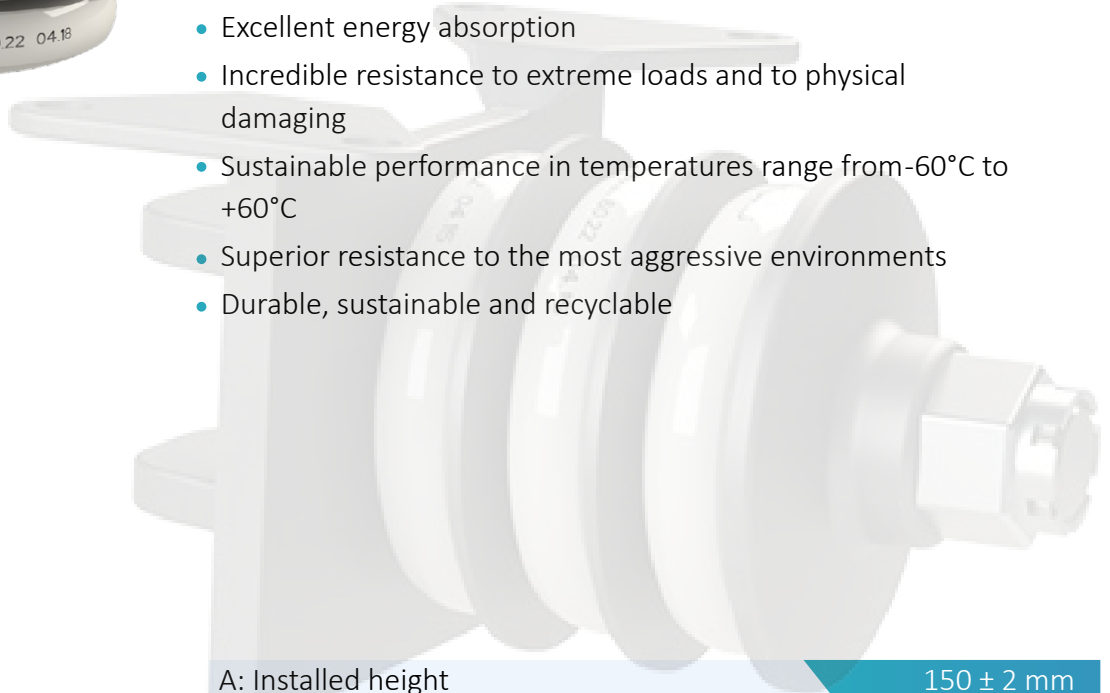 .22 04.18
Excellent energy absorption
Incredible resistance to extreme loads and to physical
damaging
Sustainable performance in temperatures range from-60°C to
+60°C
Superior resistance to the most aggressive environments
Durable, sustainable and recyclable
A: Installed height 150 ± 2 mm